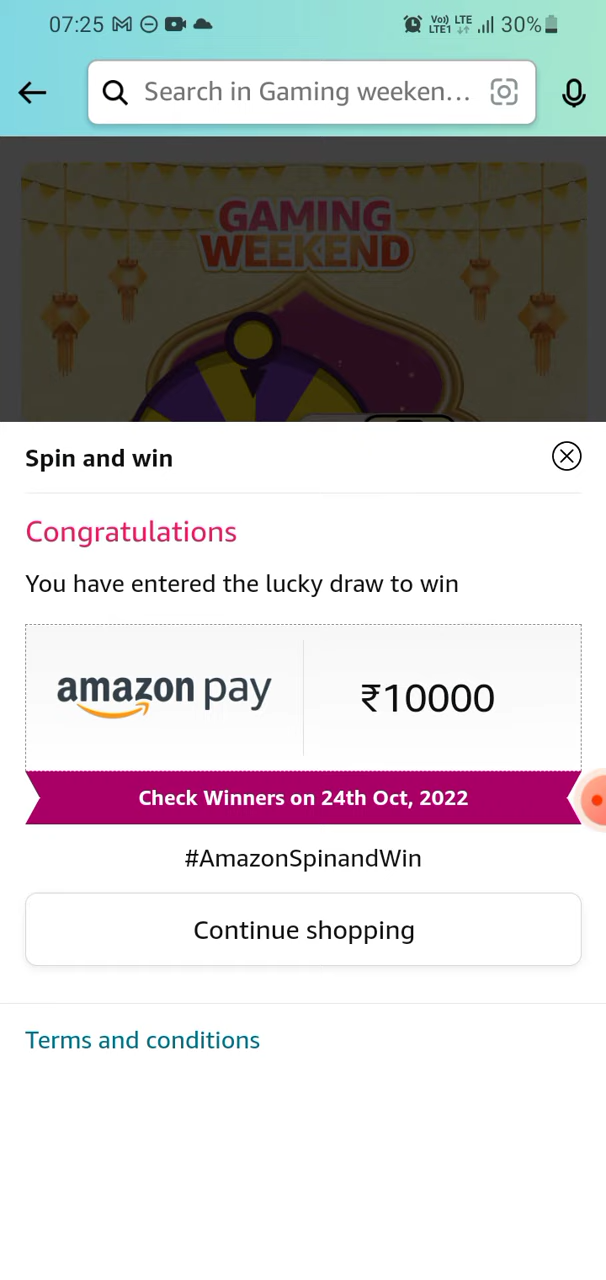 07:25
Vo)) LTE
LTE1 ↓↑
30%
Search in Gaming weeken...
GAMING
WEEKEND
Spin and win
Congratulations
You have entered the lucky draw to win
amazon pay
₹10000
Check Winners on 24th Oct, 2022
#AmazonSpinandWin
Continue shopping
Terms and conditions